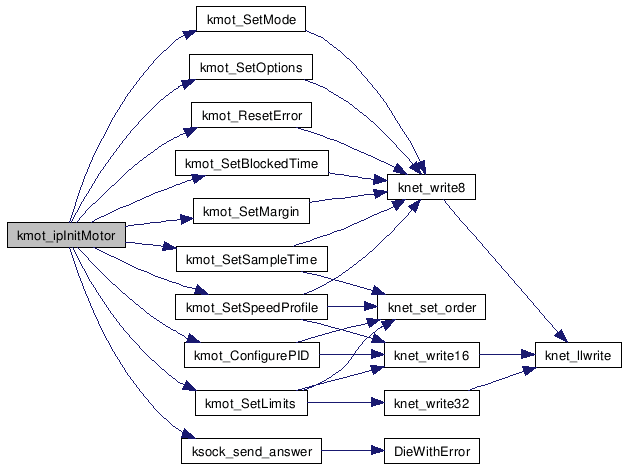 kmot_SetMode
kmot_SetOptions
kmot_ResetError
kmot_SetBlockedTime
knet_write8
kmot_SetMargin
kmot_ipInitMotor
kmot_SetSampleTime
kmot_SetSpeedProfile
knet_set_order
kmot_ConfigurePID
knet_write16
knet_llwrite
kmot_SetLimits
knet_write32
ksock_send_answer
DieWithError